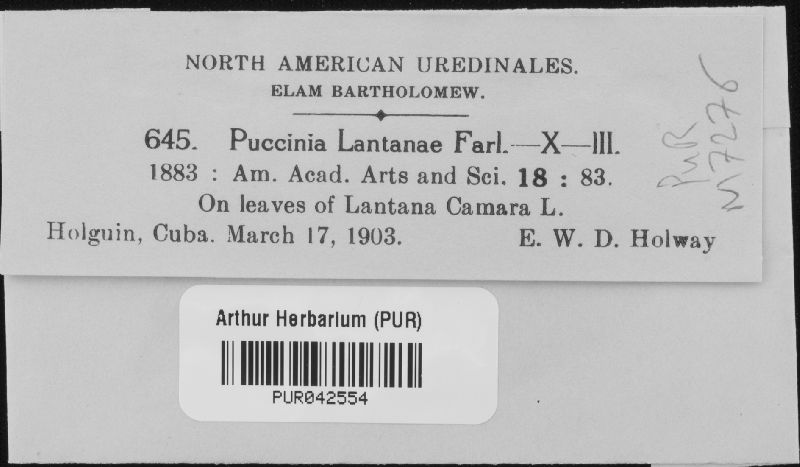 NORTH AMERICAN UREDINALES.
ELAM BARTHOLOMEW.
645. Puccinia Lantanae Farl.—X—III.
1883 : Am. Acad. Arts and Sci. 18 : 83.
On leaves of Lantana Camara L.
Holguin, Cuba. March 17, 1903. E. W. D. Holway
PUR
N7276
Arthur Herbarium (PUR)
PUR042554